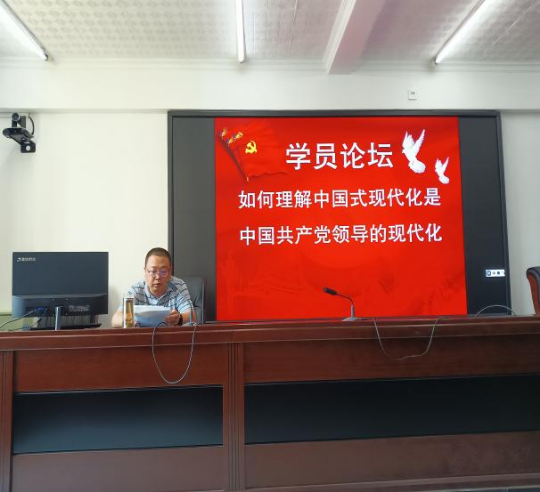 学员论坛
如何理解中国式现代化是
中国共产党领导的现代化